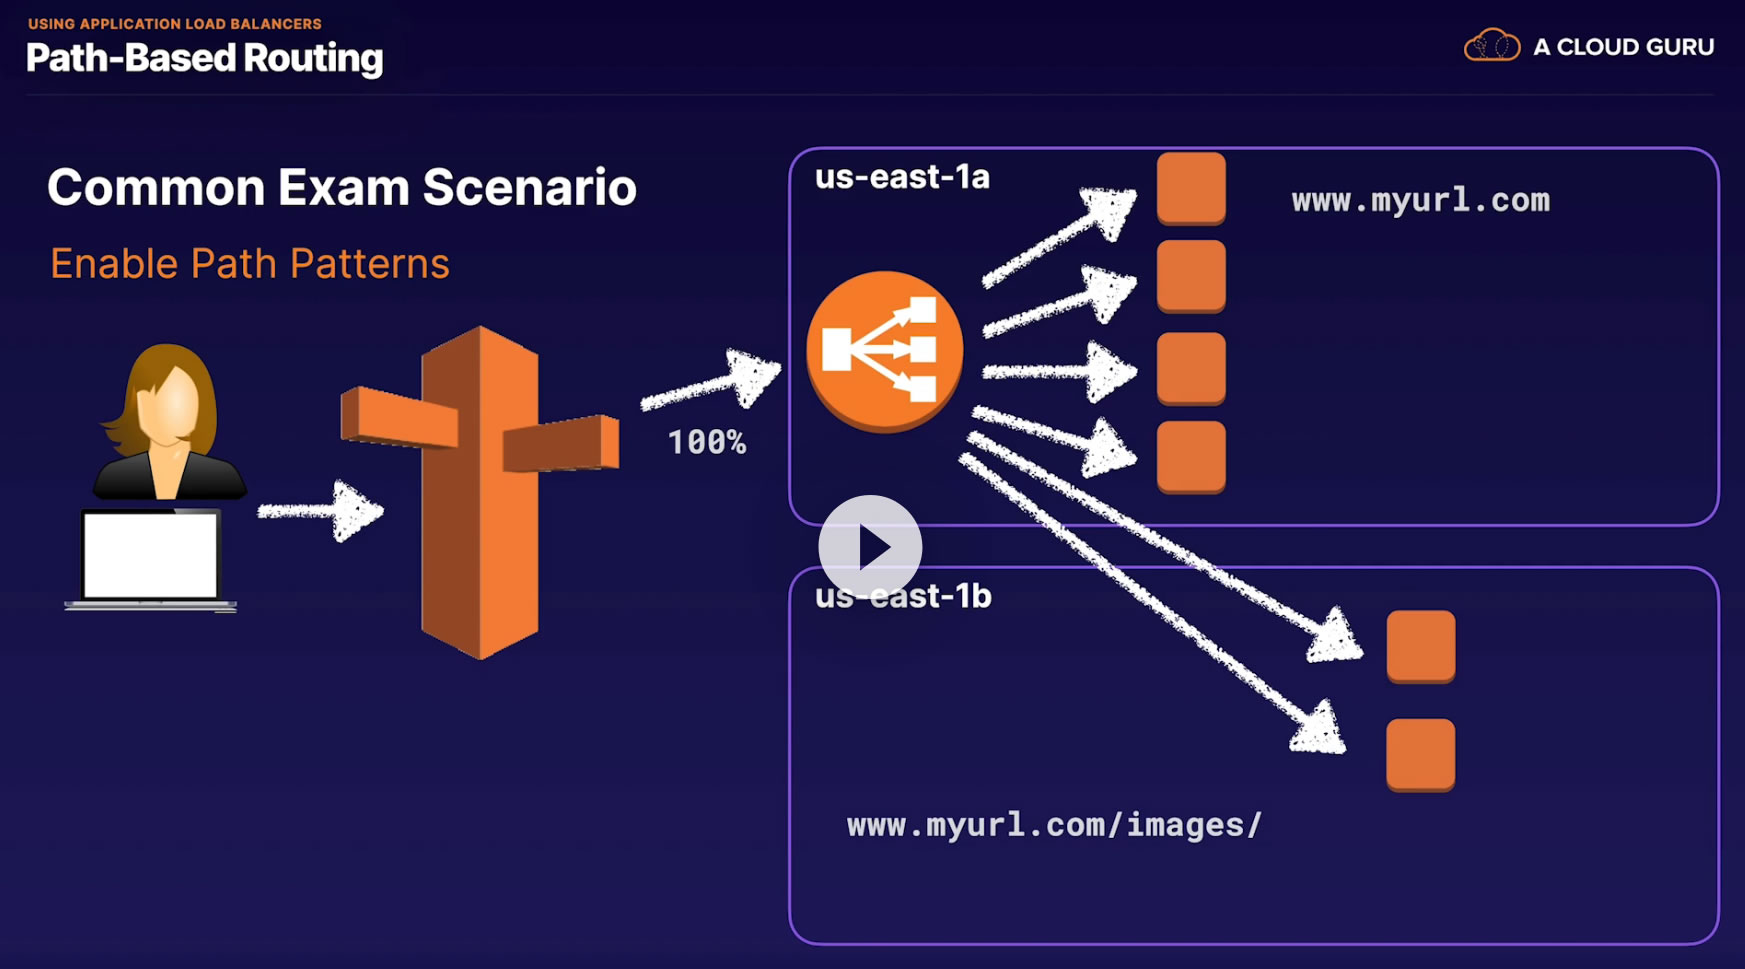 USING APPLICATION LOAD BALANCERS
Path-Based Routing
A CLOUD GURU
Common Exam Scenario
Enable Path Patterns
100%
us-east-1a
www.myurl.com
us-east-1b
www.myurl.com/images/